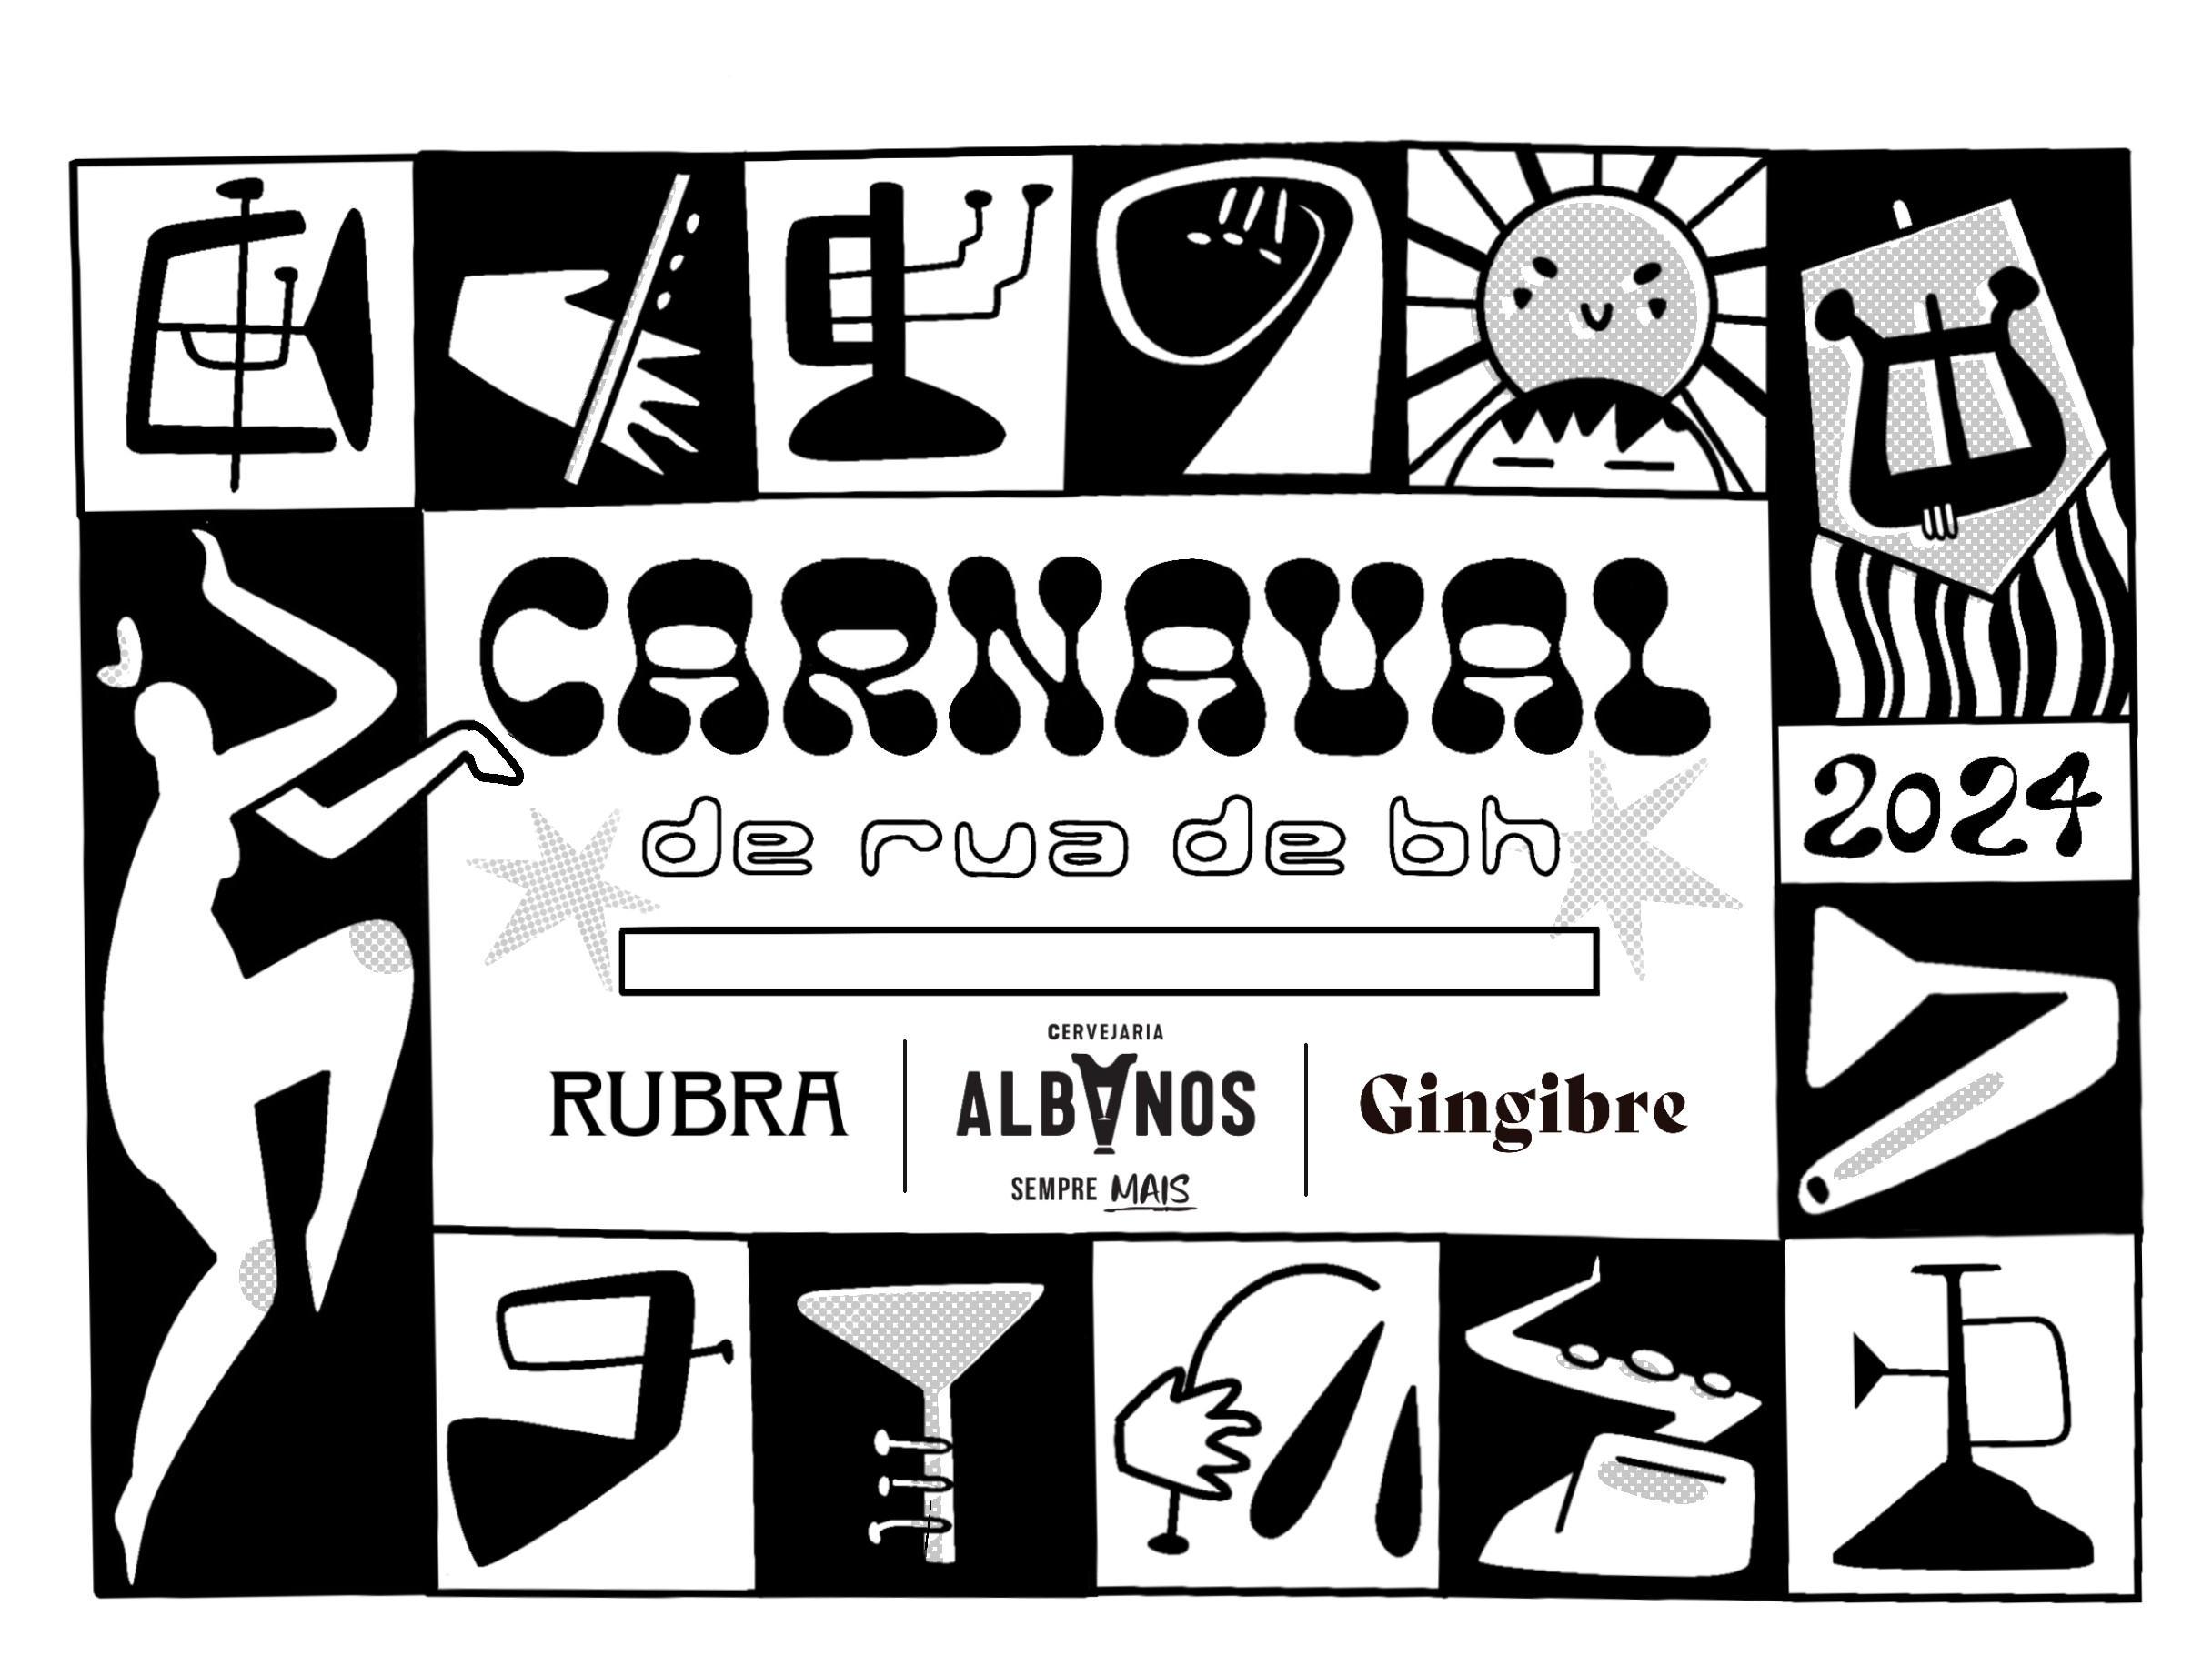 CARNAVAL
de rua de bh
2024
RUBRA
CERVEJARIA
ALBANOS
SEMPRE MAIS
Gingibre